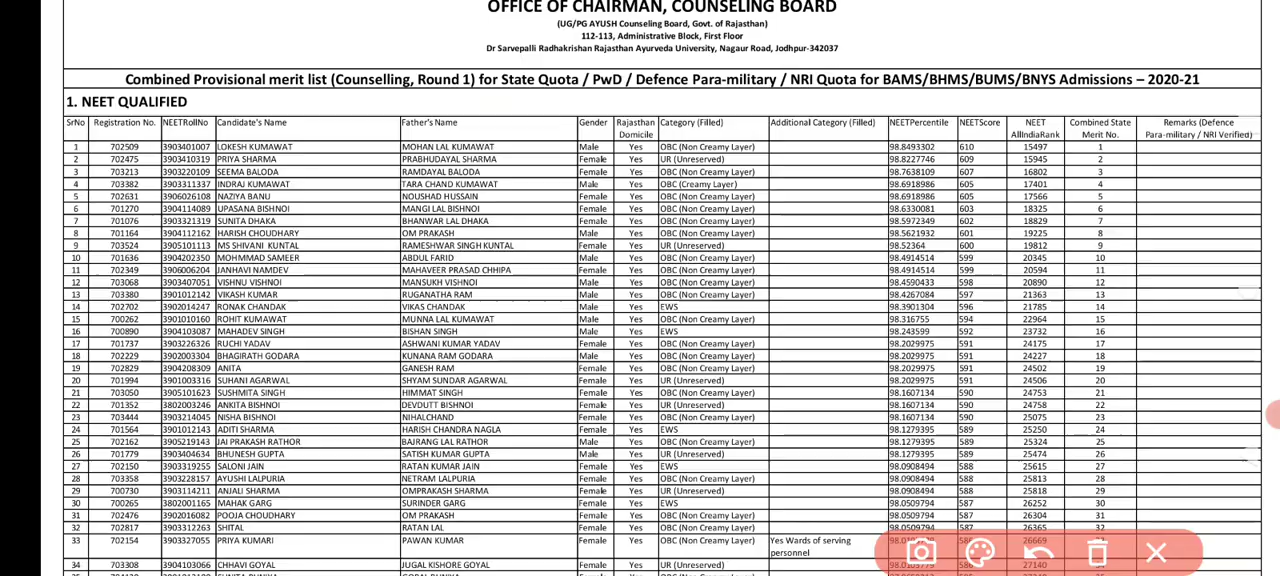 OFFICE OF CHAIRMAN, COUNSELING BOARD
(UG/PG AYUSH Counseling Board, Govt. of Rajasthan)
112-113, Administrative Block, First Floor
Dr Sarvepalli Radhakrishan Rajasthan Ayurveda University, Nagaur Road, Jodhpur-342037
Combined Provisional merit list (Counselling, Round 1) for State Quota / PwD / Defence Para-military / NRI Quota for BAMS/BHMS/BUMS/BNYS Admissions – 2020-21
1. NEET QUALIFIED
SrNo Registration No. NEETRollNo Candidate's Name Father's Name Gender Rajasthan Domicile Category (Filled) Additional Category (Filled) NEETPercentile NEETScore NEET AllIndiaRank Combined State Merit No. Remarks (Defence Para-military / NRI Verified)
1 702509 3903401007 LOKESH KUMAWAT MOHAN LAL KUMAWAT Male Yes OBC (Non Creamy Layer) 98.8493302 610 15497 1
2 702475 3903410319 PRIYA SHARMA PRABHUDAYAL SHARMA Female Yes UR (Unreserved) 98.8227746 609 15945 2
3 703213 3903220109 SEEMA BALODA RAMDAYAL BALODA Female Yes OBC (Non Creamy Layer) 98.7638109 607 16802 3
4 703382 3903311337 INDRAJ KUMAWAT TARA CHAND KUMAWAT Male Yes OBC (Creamy Layer) 98.6918986 605 17401 4
5 702631 3906026108 NAZIYA BANU NOUSHAD HUSSAIN Female Yes OBC (Non Creamy Layer) 98.6918986 605 17566 5
6 701270 3904114089 UPASANA BISHNOI MANGI LAL BISHNOI Female Yes OBC (Non Creamy Layer) 98.6330081 603 18325 6
7 701076 3903321319 SUNITA DHAKA BHANWAR LAL DHAKA Female Yes OBC (Non Creamy Layer) 98.5972349 602 18829 7
8 701164 3904112162 HARISH CHOUDHARY OM PRAKASH Male Yes OBC (Non Creamy Layer) 98.5621932 601 19225 8
9 703524 3905101113 MS SHIVANI KUNTAL RAMESHWAR SINGH KUNTAL Female Yes UR (Unreserved) 98.52364 600 19812 9
10 701636 3904202350 MOHMMAD SAMEER ABDUL FARID Male Yes OBC (Non Creamy Layer) 98.4914514 599 20345 10
11 702349 3906006204 JANHAVI NAMDEV MAHAVEER PRASAD CHHIPA Female Yes OBC (Non Creamy Layer) 98.4914514 599 20594 11
12 703068 3903407051 VISHNU VISHNOI MANSUKH VISHNOI Male Yes OBC (Non Creamy Layer) 98.4590433 598 20890 12
13 703380 3901012142 VIKASH KUMAR RUGANATHA RAM Male Yes OBC (Non Creamy Layer) 98.4267084 597 21363 13
14 702702 3902014247 RONAK CHANDAK VIKAS CHANDAK Male Yes EWS 98.3901304 596 21785 14
15 700262 3901010160 ROHIT KUMAWAT MUNNA LAL KUMAWAT Male Yes OBC (Non Creamy Layer) 98.316755 594 22964 15
16 700890 3904103087 MAHADEV SINGH BISHAN SINGH Male Yes EWS 98.243599 592 23732 16
17 701737 3903226326 RUCHI YADAV ASHWANI KUMAR YADAV Female Yes OBC (Non Creamy Layer) 98.2029975 591 24175 17
18 702229 3902003304 BHAGIRATH GODARA KUNANA RAM GODARA Male Yes OBC (Non Creamy Layer) 98.2029975 591 24227 18
19 702829 3904208309 ANITA GANESH RAM Female Yes OBC (Non Creamy Layer) 98.2029975 591 24502 19
20 701994 3901003316 SUHANI AGARWAL SHYAM SUNDAR AGARWAL Female Yes UR (Unreserved) 98.2029975 591 24506 20
21 703050 3905101623 SUSHMITA SINGH HIMMAT SINGH Female Yes OBC (Non Creamy Layer) 98.1607134 590 24753 21
22 701352 3802003246 ANKITA BISHNOI DEVDUTT BISHNOI Female Yes UR (Unreserved) 98.1607134 590 24758 22
23 703444 3903214045 NISHA BISHNOI NIHALCHAND Female Yes OBC (Non Creamy Layer) 98.1607134 590 25075 23
24 701564 3901012143 ADITI SHARMA HARISH CHANDRA NAGLA Female Yes EWS 98.1279395 589 25250 24
25 702162 3905219143 JAI PRAKASH RATHOR BAJRANG LAL RATHOR Male Yes OBC (Non Creamy Layer) 98.1279395 589 25324 25
26 701779 3903404634 BHUNESH GUPTA SATISH KUMAR GUPTA Male Yes UR (Unreserved) 98.1279395 589 25474 26
27 702150 3903319255 SALONI JAIN RATAN KUMAR JAIN Female Yes EWS 98.0908494 588 25615 27
28 703358 3903228157 AYUSHI LALPURIA NETRAM LALPURIA Female Yes OBC (Non Creamy Layer) 98.0908494 588 25813 28
29 700730 3903114211 ANJALI SHARMA OMPRAKASH SHARMA Female Yes UR (Unreserved) 98.0908494 588 25818 29
30 700265 3802001165 MAHAK GARG SURINDER GARG Female Yes EWS 98.0509794 587 26252 30
31 702476 3902016082 POOJA CHOUDHARY OM PRAKASH Female Yes OBC (Non Creamy Layer) 98.0509794 587 26304 31
32 702817 3903312263 SHITAL RATAN LAL Female Yes OBC (Non Creamy Layer) 98.0509794 587 26365 32
33 702154 3903327055 PRIYA KUMARI PAWAN KUMAR Female Yes OBC (Non Creamy Layer) Yes Wards of serving personnel 26669
34 703308 3904103066 CHHAVI GOYAL JUGAL KISHORE GOYAL Female Yes UR (Unreserved) 586 27140